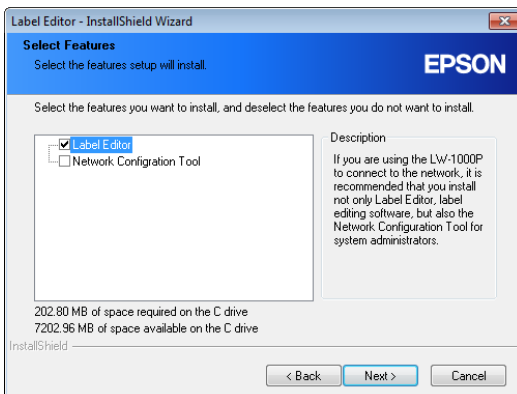 Label Editor - InstallShield Wizard
Select Features
Select the features setup will install.
EPSON
Select the features you want to install, and deselect the features you do not want to install.
Label Editor
Network Configration Tool
Description
If you are using the LW-1000P
to connect to the network, it is
recommended that you install
not only Label Editor, label
editing software, but also the
Network Configuration Tool for
system administrators.
202.80 MB of space required on the C drive
7202.96 MB of space available on the C drive
InstallShield
< Back
Next >
Cancel